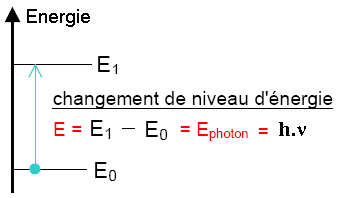 Energie
E₁
changement de niveau d'énergie
E = E₁ − E₀ = Ephoton = h.ν
E₀